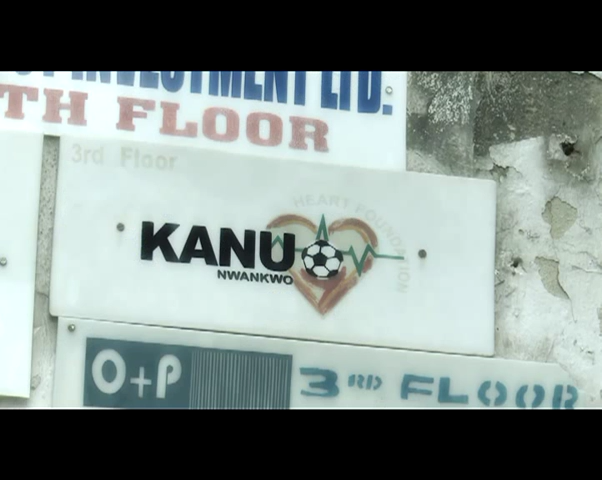 INVESTMENT LTD.
TH FLOOR
3rd Floor
HEART FOUNDATION
KANU
NWANKWO
O+P
3RD FLOOR